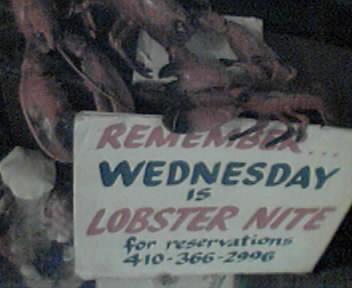 REMEMBER...
WEDNESDAY
IS
LOBSTER NITE
for reservations
410-366-2996